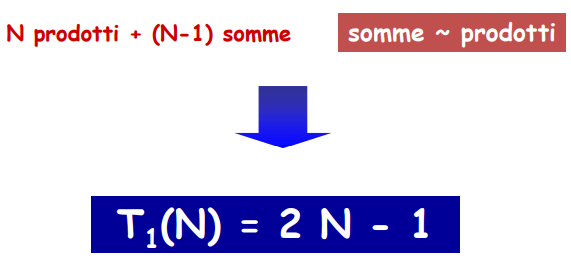 N prodotti + (N-1) somme
somme ~ prodotti
T₁(N) = 2 N - 1